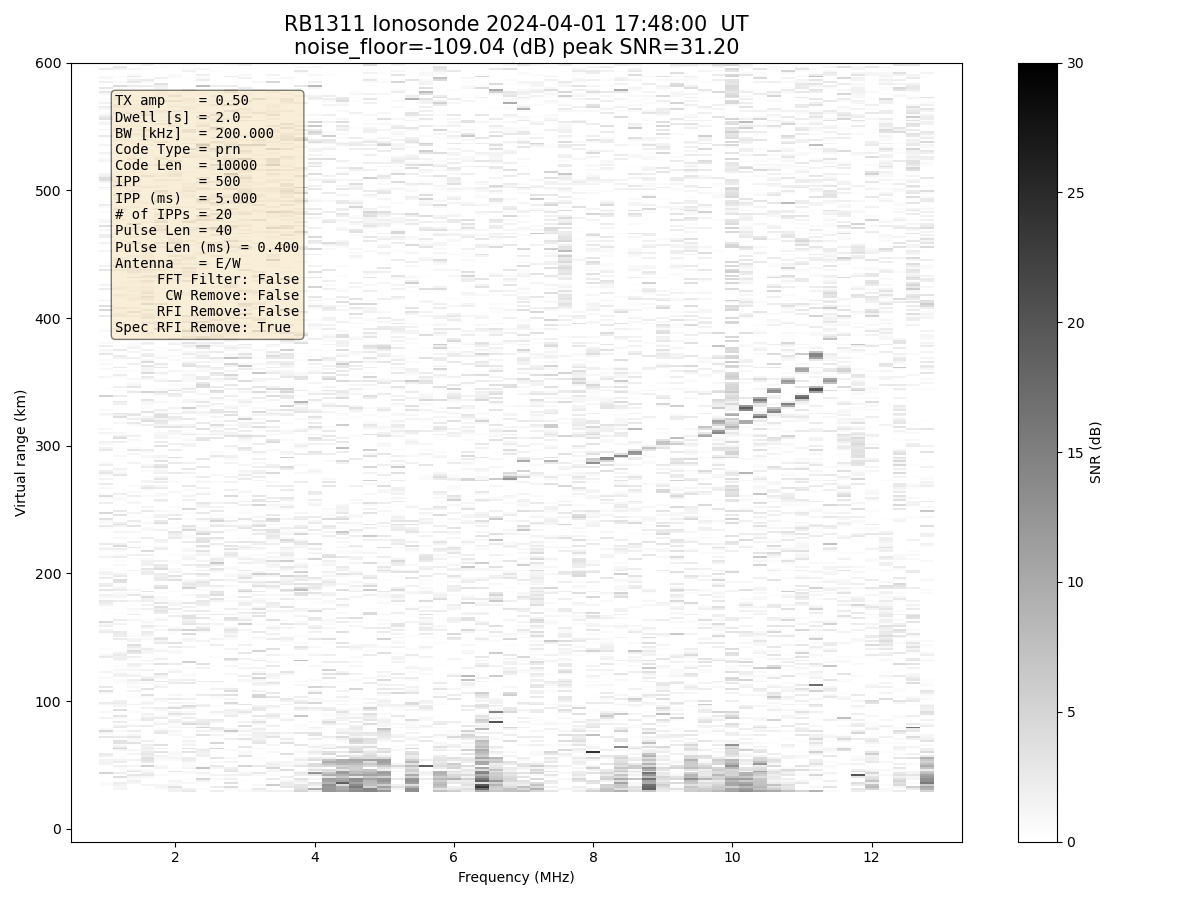 RB1311 Ionosonde 2024-04-01 17:48:00  UT
noise_floor=-109.04 (dB) peak SNR=31.20
TX amp    = 0.50
Dwell [s] = 2.0
BW [kHz]  = 200.000
Code Type = prn
Code Len  = 10000
IPP       = 500
IPP (ms)  = 5.000
# of IPPs = 20
Pulse Len = 40
Pulse Len (ms) = 0.400
Antenna   = E/W
FFT Filter: False
CW Remove: False
RFI Remove: False
Spec RFI Remove: True
600
500
400
300
200
100
0
Virtual range (km)
2
4
6
8
10
12
Frequency (MHz)
30
25
20
15
10
5
0
SNR (dB)